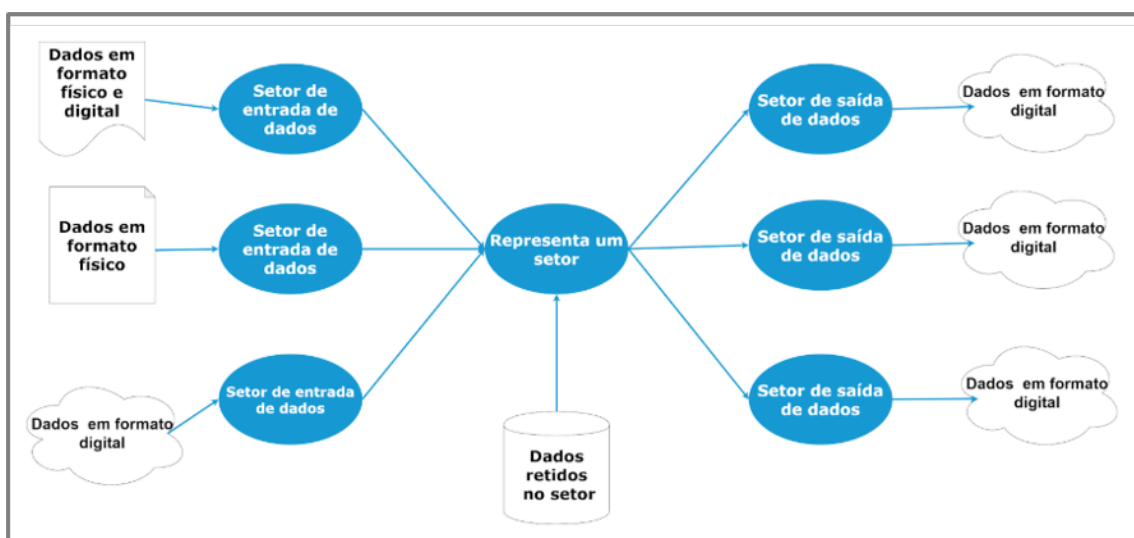 Dados em
formato
físico e
digital
Setor de
entrada de
dados
Setor de saída
de dados
Dados em formato
digital
Dados em
formato
físico
Setor de
entrada de
dados
Representa um
setor
Setor de saída
de dados
Dados em formato
digital
Dados em formato
digital
Setor de entrada
de dados
Setor de saída
de dados
Dados em formato
digital
Dados
retidos
no setor